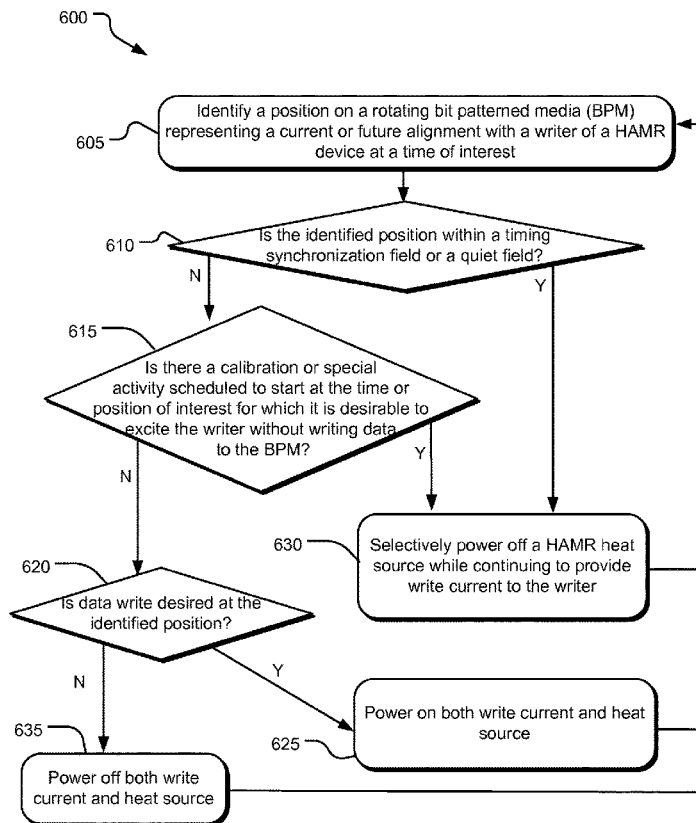 600
Identify a position on a rotating bit patterned media (BPM)
representing a current or future alignment with a writer of a HAMR
device at a time of interest
605
Is the identified position within a timing
synchronization field or a quiet field?
610
N
Y
615
Is there a calibration or special
activity scheduled to start at the time or
position of interest for which it is desirable to
excite the writer without writing data
to the BPM?
N
Y
630
Selectively power off a HAMR heat
source while continuing to provide
write current to the writer
620
Is data write desired at the
identified position?
N
Y
635
Power off both write
current and heat source
625
Power on both write current and heat
source